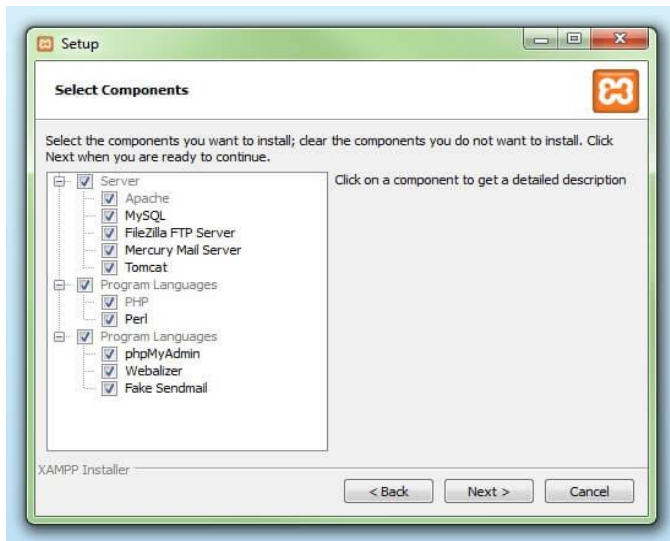 Setup
Select Components
Select the components you want to install; clear the components you do not want to install. Click
Next when you are ready to continue.
Server
Apache
MySQL
FileZilla FTP Server
Mercury Mail Server
Tomcat
Program Languages
PHP
Perl
Program Languages
phpMyAdmin
Webalizer
Fake Sendmail
Click on a component to get a detailed description
XAMPP Installer
< Back
Next >
Cancel